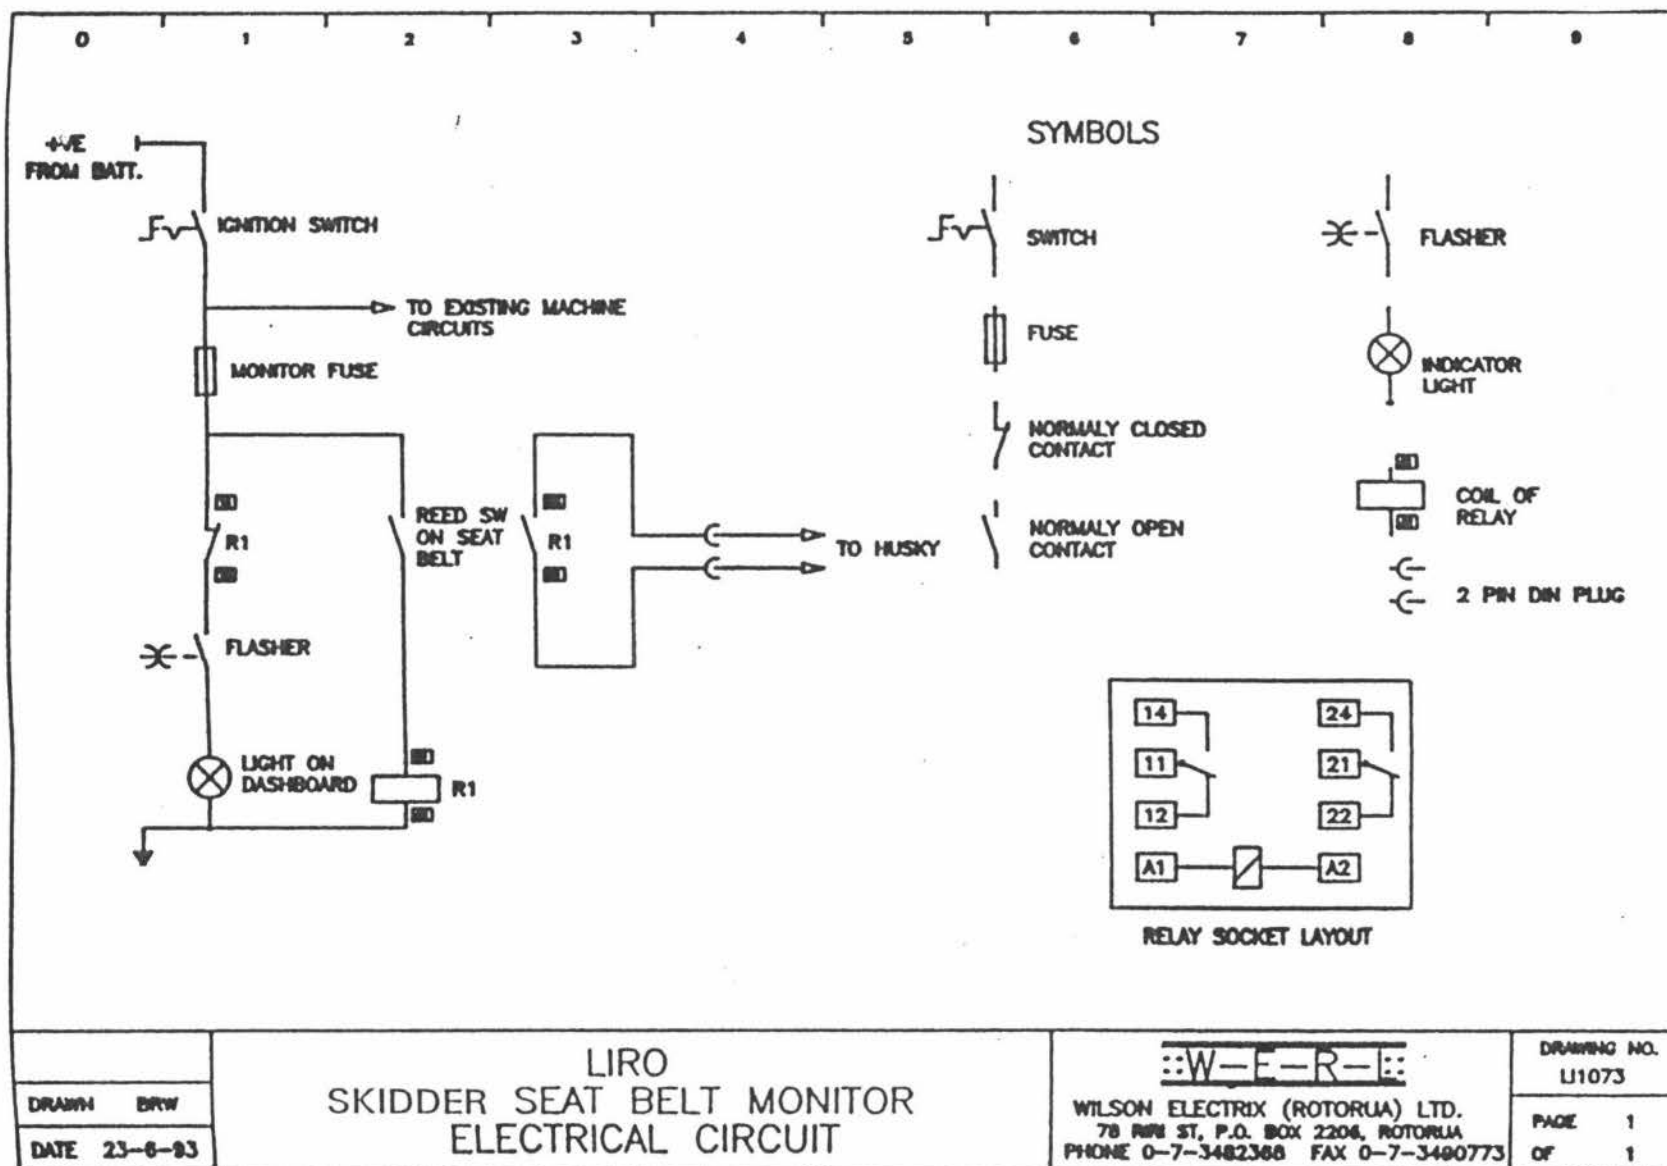 0 1 2 3 4 5 6 7 8 9
+VE
FROM BATT.
IGNITION SWITCH
TO EXISTING MACHINE
CIRCUITS
MONITOR FUSE
R1
REED SW
ON SEAT
BELT
R1
TO HUSKY
FLASHER
LIGHT ON
DASHBOARD
R1
SYMBOLS
SWITCH
FUSE
NORMALY CLOSED
CONTACT
NORMALY OPEN
CONTACT
FLASHER
INDICATOR
LIGHT
COIL OF
RELAY
2 PIN DIN PLUG
14 24
11 21
12 22
A1 A2
RELAY SOCKET LAYOUT
DRAWN BRW
DATE 23-6-93
LIRO
SKIDDER SEAT BELT MONITOR
ELECTRICAL CIRCUIT
W-E-R-L
WILSON ELECTRIX (ROTORUA) LTD.
78 RIRI ST, P.O. BOX 2206, ROTORUA
PHONE 0-7-3482368 FAX 0-7-3490773
DRAWING NO.
LI1073
PAGE 1
OF 1